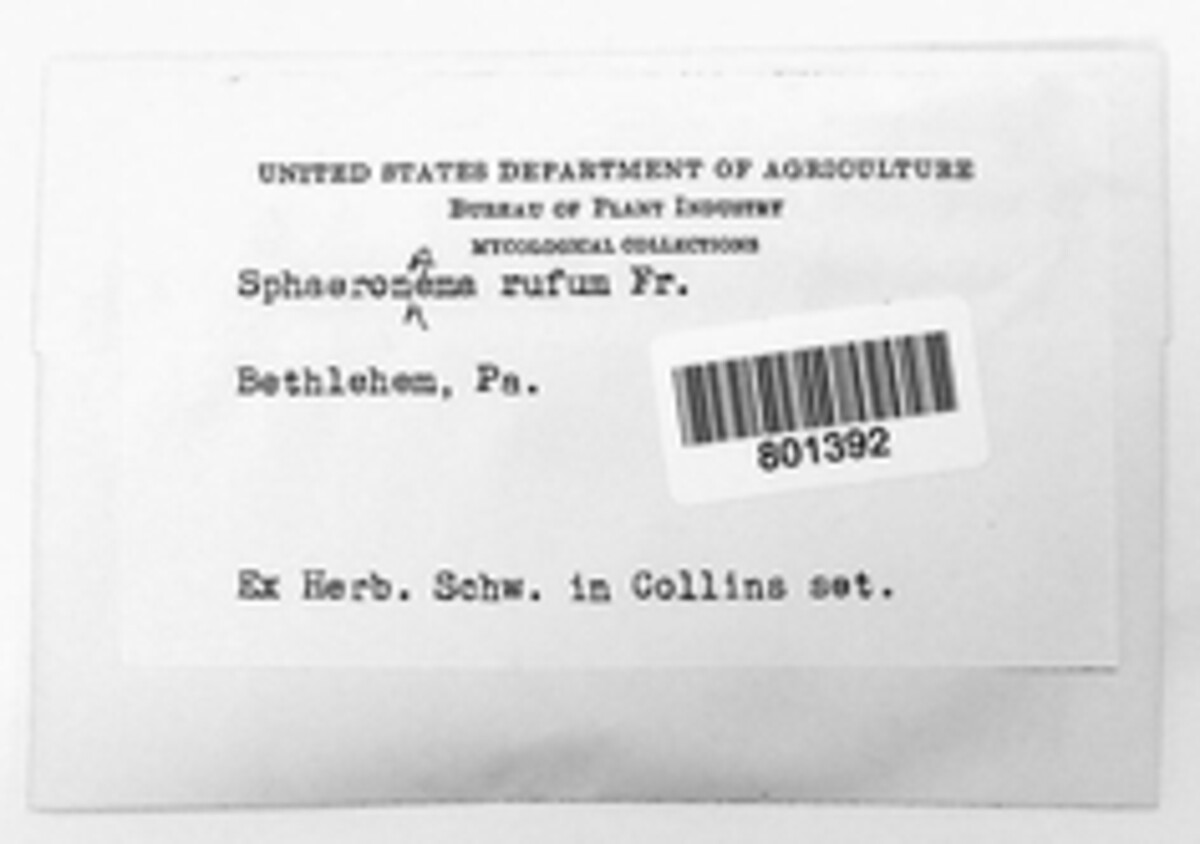 UNITED STATES DEPARTMENT OF AGRICULTURE
BUREAU OF PLANT INDUSTRY
MYCOLOGICAL COLLECTIONS
Sphaeronema rufum Fr.
Bethlehem, Pa.
801392
Ex Herb. Schw. in Collins set.